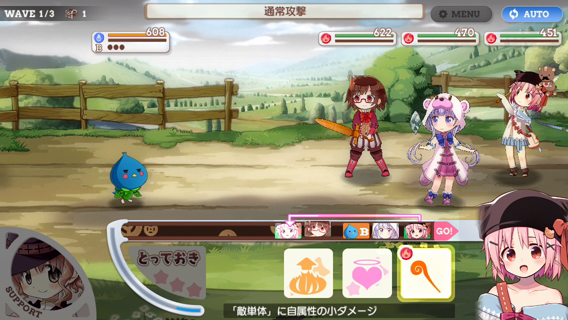 WAVE 1/3
1
通常攻撃
MENU
AUTO
608
B
622
470
451
B
GO!
とっておき
SUPPORT
「敵単体」に自属性の小ダメージ